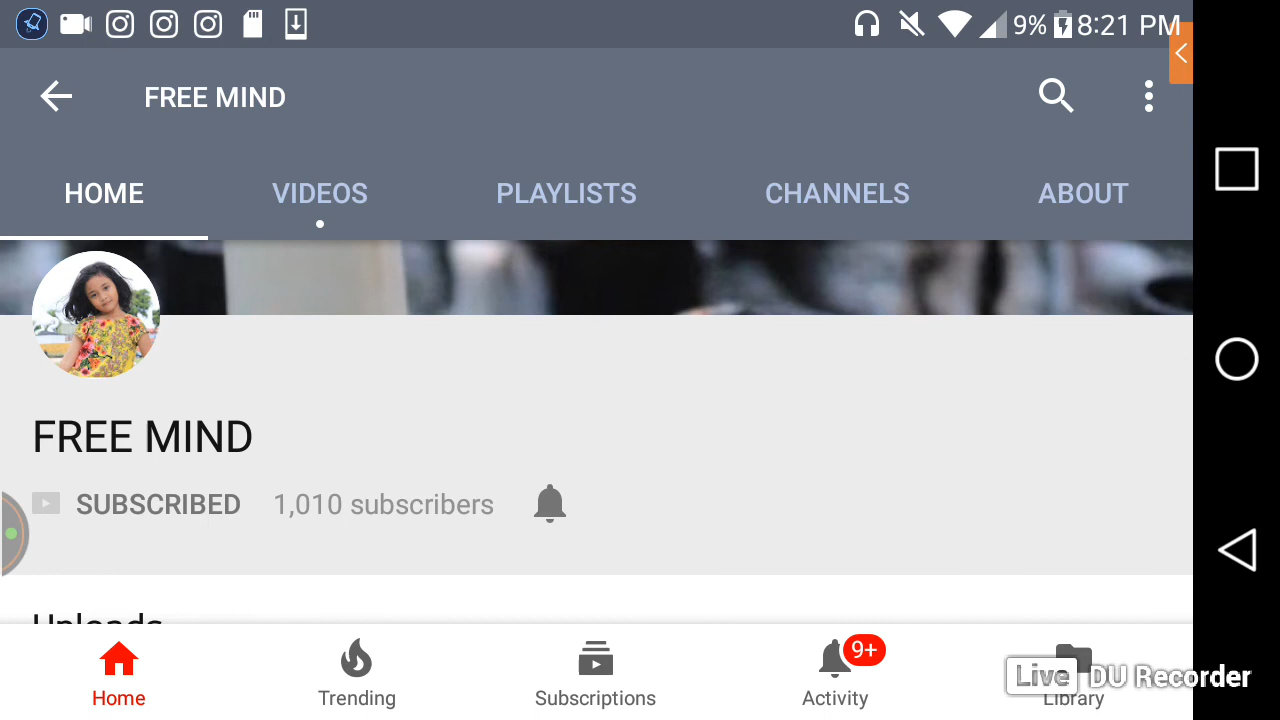 9% 8:21 PM
FREE MIND
HOME VIDEOS PLAYLISTS CHANNELS ABOUT
FREE MIND
SUBSCRIBED 1,010 subscribers
Uploads
9+
Home Trending Subscriptions Activity Library
Live DU Recorder